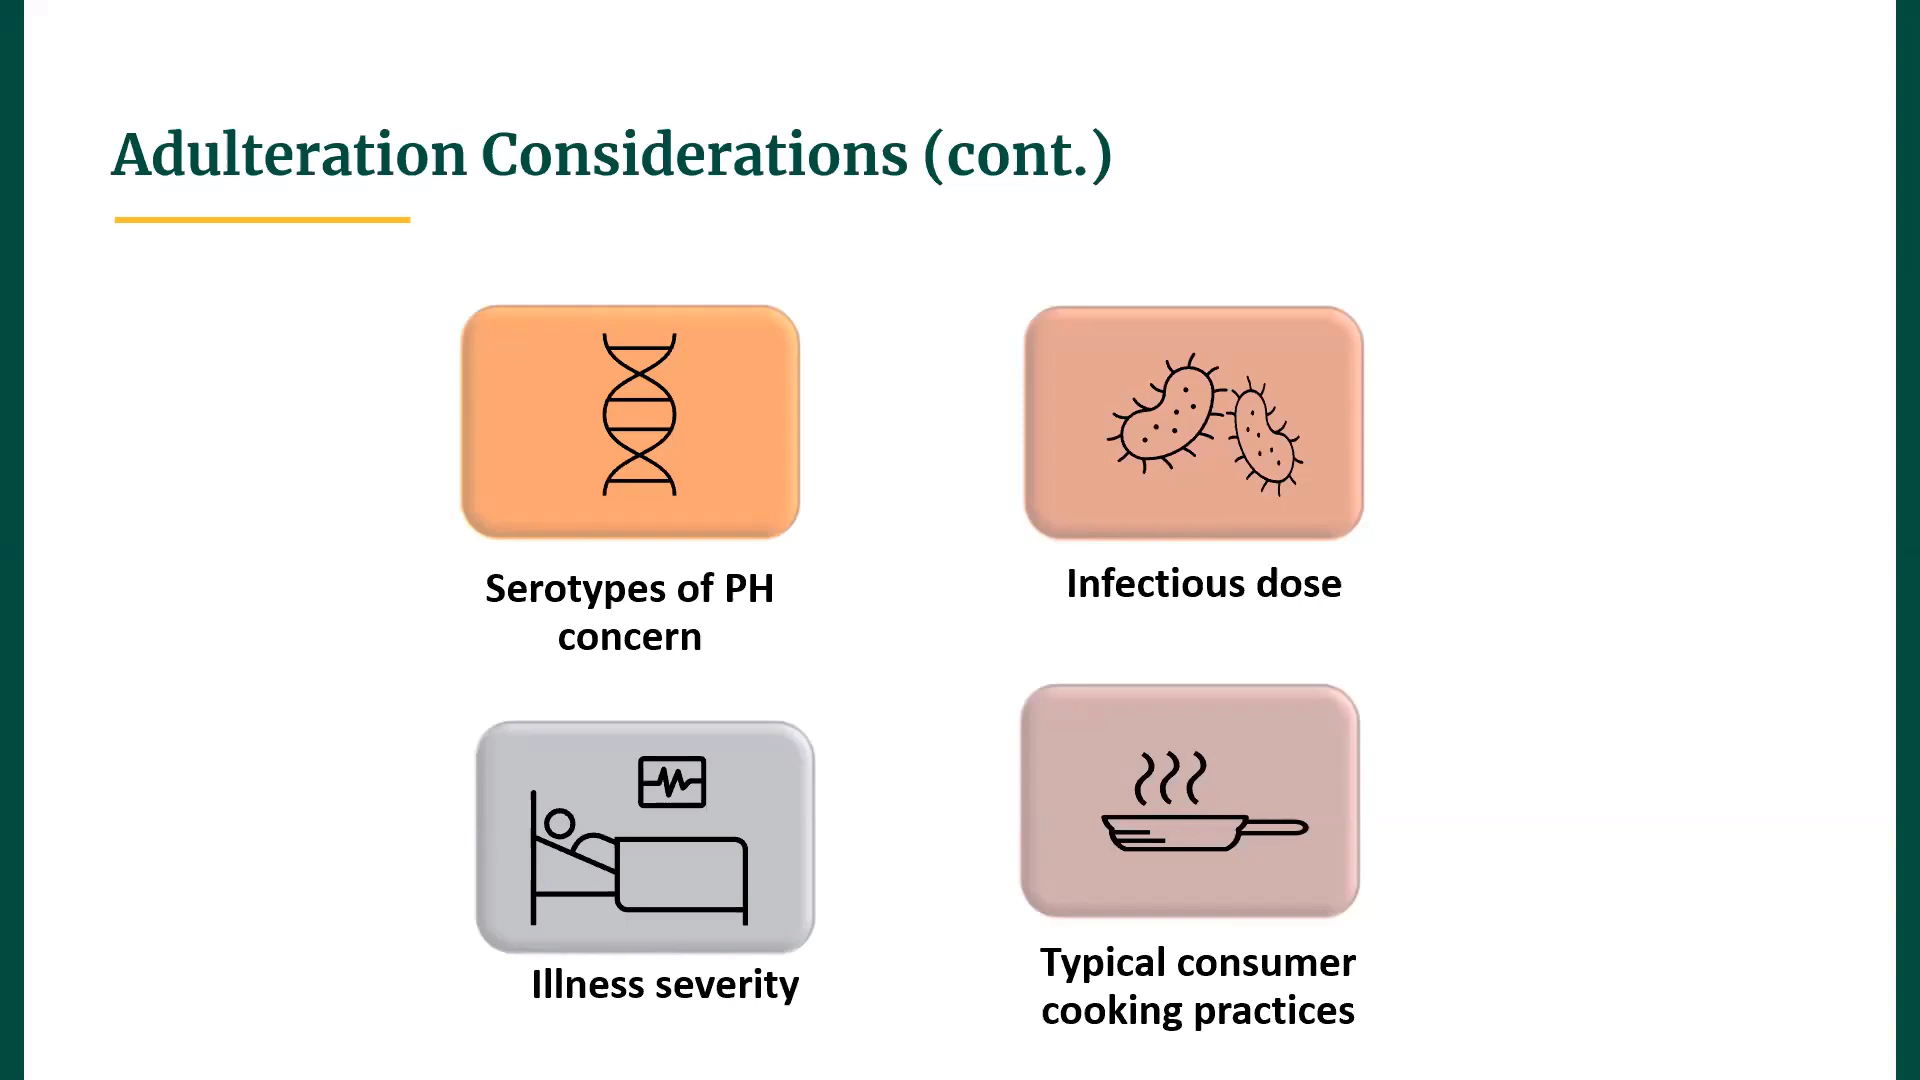 Adulteration Considerations (cont.)
Serotypes of PH
concern
Infectious dose
Illness severity
Typical consumer
cooking practices